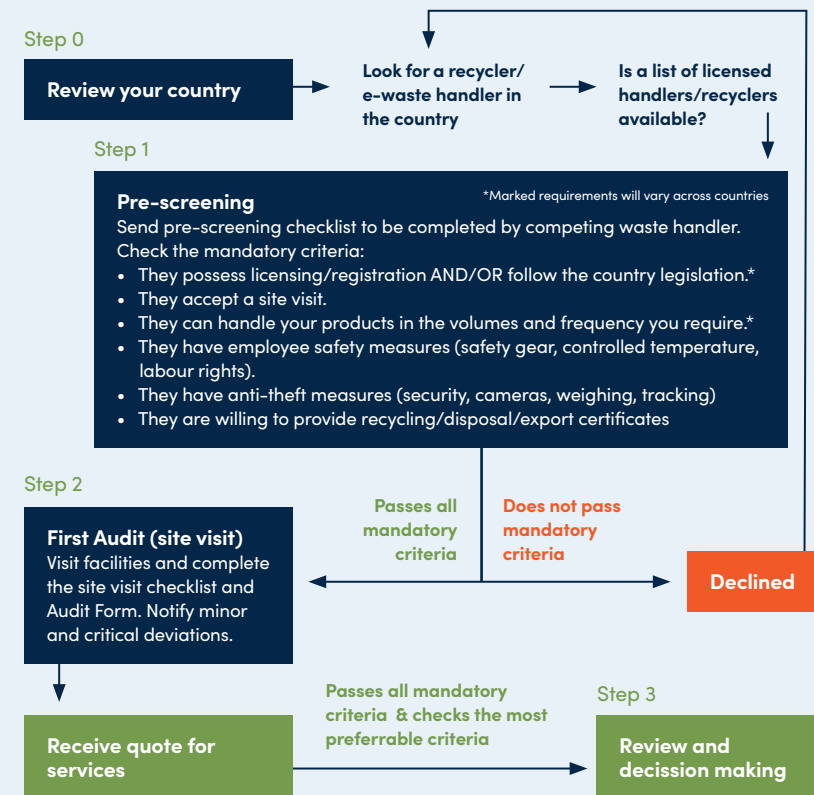 Step 0
Review your country
Look for a recycler/
e-waste handler in
the country
Is a list of licensed
handlers/recyclers
available?
Step 1
Pre-screening
*Marked requirements will vary across countries
Send pre-screening checklist to be completed by competing waste handler.
Check the mandatory criteria:
• They possess licensing/registration AND/OR follow the country legislation.*
• They accept a site visit.
• They can handle your products in the volumes and frequency you require.*
• They have employee safety measures (safety gear, controlled temperature,
labour rights).
• They have anti-theft measures (security, cameras, weighing, tracking)
• They are willing to provide recycling/disposal/export certificates
Passes all
mandatory
criteria
Does not pass
mandatory
criteria
Declined
Step 2
First Audit (site visit)
Visit facilities and complete
the site visit checklist and
Audit Form. Notify minor
and critical deviations.
Receive quote for
services
Passes all mandatory
criteria & checks the most
preferrable criteria
Step 3
Review and
decission making